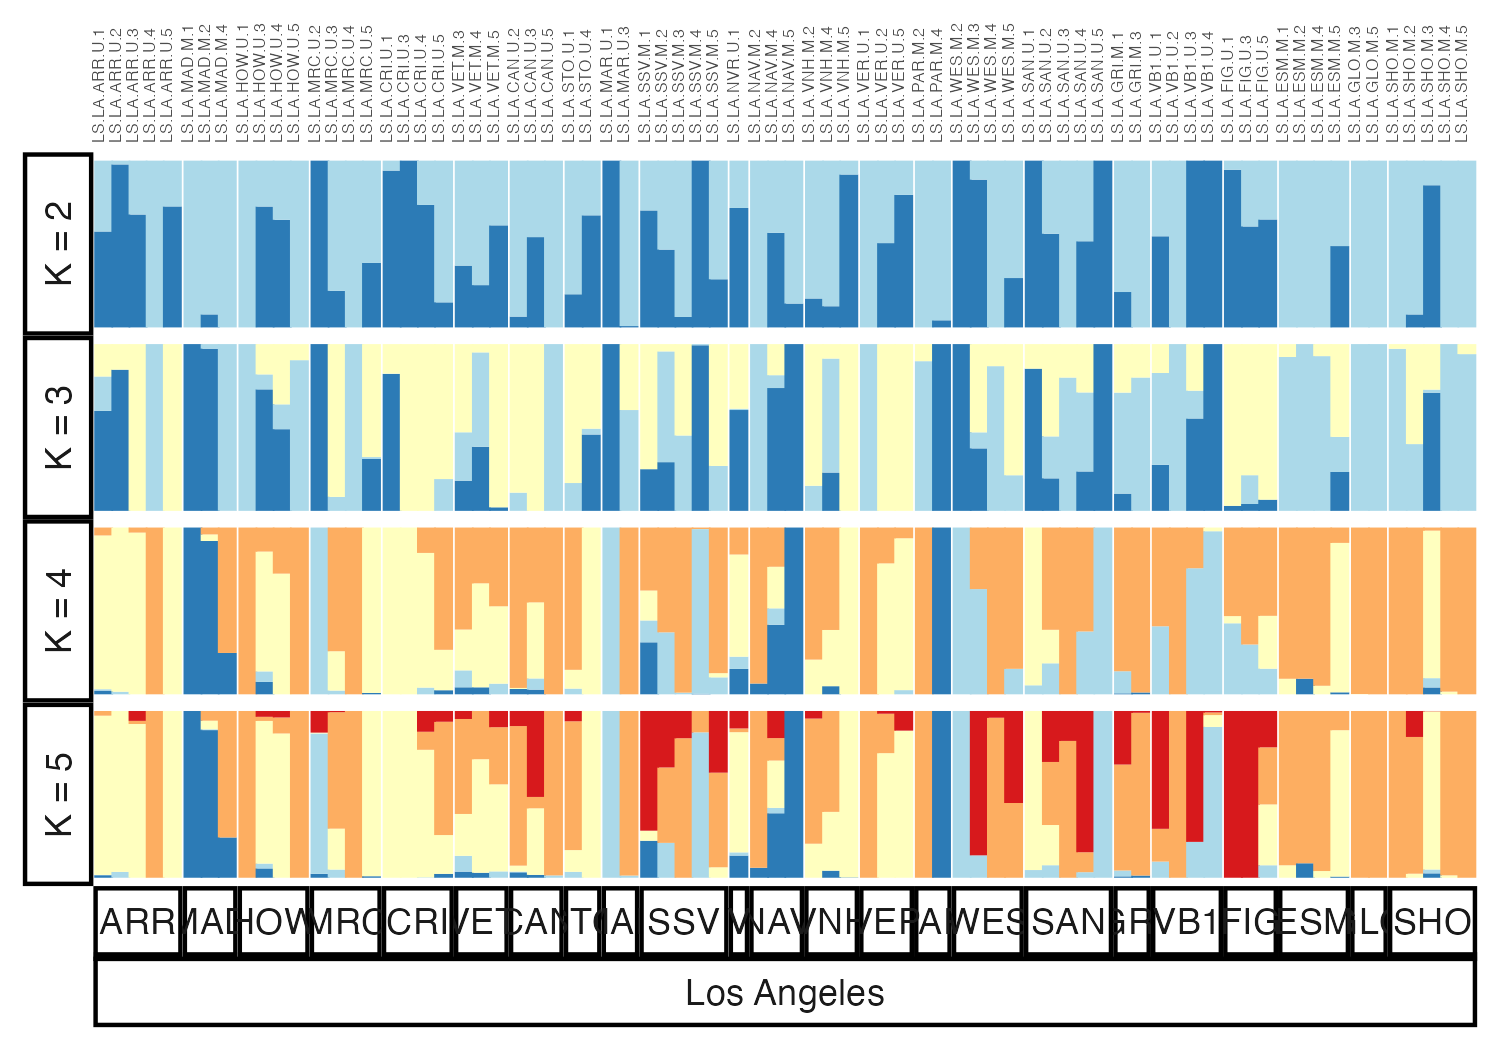 LS.LA.ARR.U.1
LS.LA.ARR.U.2
LS.LA.ARR.U.3
LS.LA.ARR.U.4
LS.LA.ARR.U.5
LS.LA.MAD.M.1
LS.LA.MAD.M.2
LS.LA.MAD.M.4
LS.LA.HOW.U.1
LS.LA.HOW.U.3
LS.LA.HOW.U.4
LS.LA.HOW.U.5
LS.LA.MRC.U.2
LS.LA.MRC.U.3
LS.LA.MRC.U.4
LS.LA.MRC.U.5
LS.LA.CRI.U.1
LS.LA.CRI.U.3
LS.LA.CRI.U.4
LS.LA.CRI.U.5
LS.LA.VET.M.3
LS.LA.VET.M.4
LS.LA.VET.M.5
LS.LA.CAN.U.2
LS.LA.CAN.U.3
LS.LA.CAN.U.5
LS.LA.STO.U.1
LS.LA.STO.U.4
LS.LA.MAR.U.1
LS.LA.MAR.U.3
LS.LA.SSV.M.1
LS.LA.SSV.M.2
LS.LA.SSV.M.3
LS.LA.SSV.M.4
LS.LA.SSV.M.5
LS.LA.NVR.U.1
LS.LA.NAV.M.2
LS.LA.NAV.M.4
LS.LA.NAV.M.5
LS.LA.VNH.M.2
LS.LA.VNH.M.4
LS.LA.VNH.M.5
LS.LA.VER.U.1
LS.LA.VER.U.2
LS.LA.VER.U.5
LS.LA.PAR.M.2
LS.LA.PAR.M.4
LS.LA.WES.M.2
LS.LA.WES.M.3
LS.LA.WES.M.4
LS.LA.WES.M.5
LS.LA.SAN.U.1
LS.LA.SAN.U.2
LS.LA.SAN.U.3
LS.LA.SAN.U.4
LS.LA.SAN.U.5
LS.LA.GRI.M.1
LS.LA.GRI.M.3
LS.LA.VB1.U.1
LS.LA.VB1.U.2
LS.LA.VB1.U.3
LS.LA.VB1.U.4
LS.LA.FIG.U.1
LS.LA.FIG.U.3
LS.LA.FIG.U.5
LS.LA.ESM.M.1
LS.LA.ESM.M.2
LS.LA.ESM.M.4
LS.LA.ESM.M.5
LS.LA.GLO.M.3
LS.LA.GLO.M.5
LS.LA.SHO.M.1
LS.LA.SHO.M.2
LS.LA.SHO.M.3
LS.LA.SHO.M.4
LS.LA.SHO.M.5
K = 2
K = 3
K = 4
K = 5
ARR MAD HOW MRC CRI VET CAN SSV NAV VNH VER WES SAN VB1 FIG ESM SHO
Los Angeles